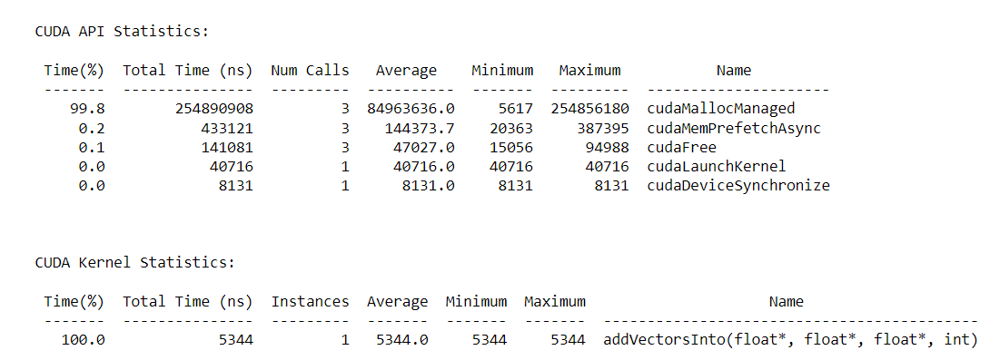 CUDA API Statistics:
Time(%)  Total Time (ns)  Num Calls   Average    Minimum   Maximum           Name
-------  ---------------  ---------  ----------  -------  ---------  ---------------------
   99.8        254890908          3  84963636.0     5617  254856180  cudaMallocManaged
    0.2           433121          3    144373.7    20363     387395  cudaMemPrefetchAsync
    0.1           141081          3     47027.0    15056      94988  cudaFree
    0.0            40716          1     40716.0    40716      40716  cudaLaunchKernel
    0.0             8131          1      8131.0     8131       8131  cudaDeviceSynchronize
CUDA Kernel Statistics:
Time(%)  Total Time (ns)  Instances  Average  Minimum  Maximum                     Name
-------  ---------------  ---------  -------  -------  -------  -------------------------------------------
  100.0             5344          1   5344.0     5344     5344  addVectorsInto(float*, float*, float*, int)